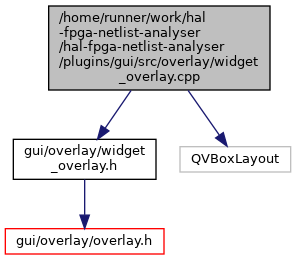 /home/runner/work/hal
-fpga-netlist-analyser
/hal-fpga-netlist-analyser
/plugins/gui/src/overlay/widget
_overlay.cpp
gui/overlay/widget
_overlay.h
QVBoxLayout
gui/overlay/overlay.h